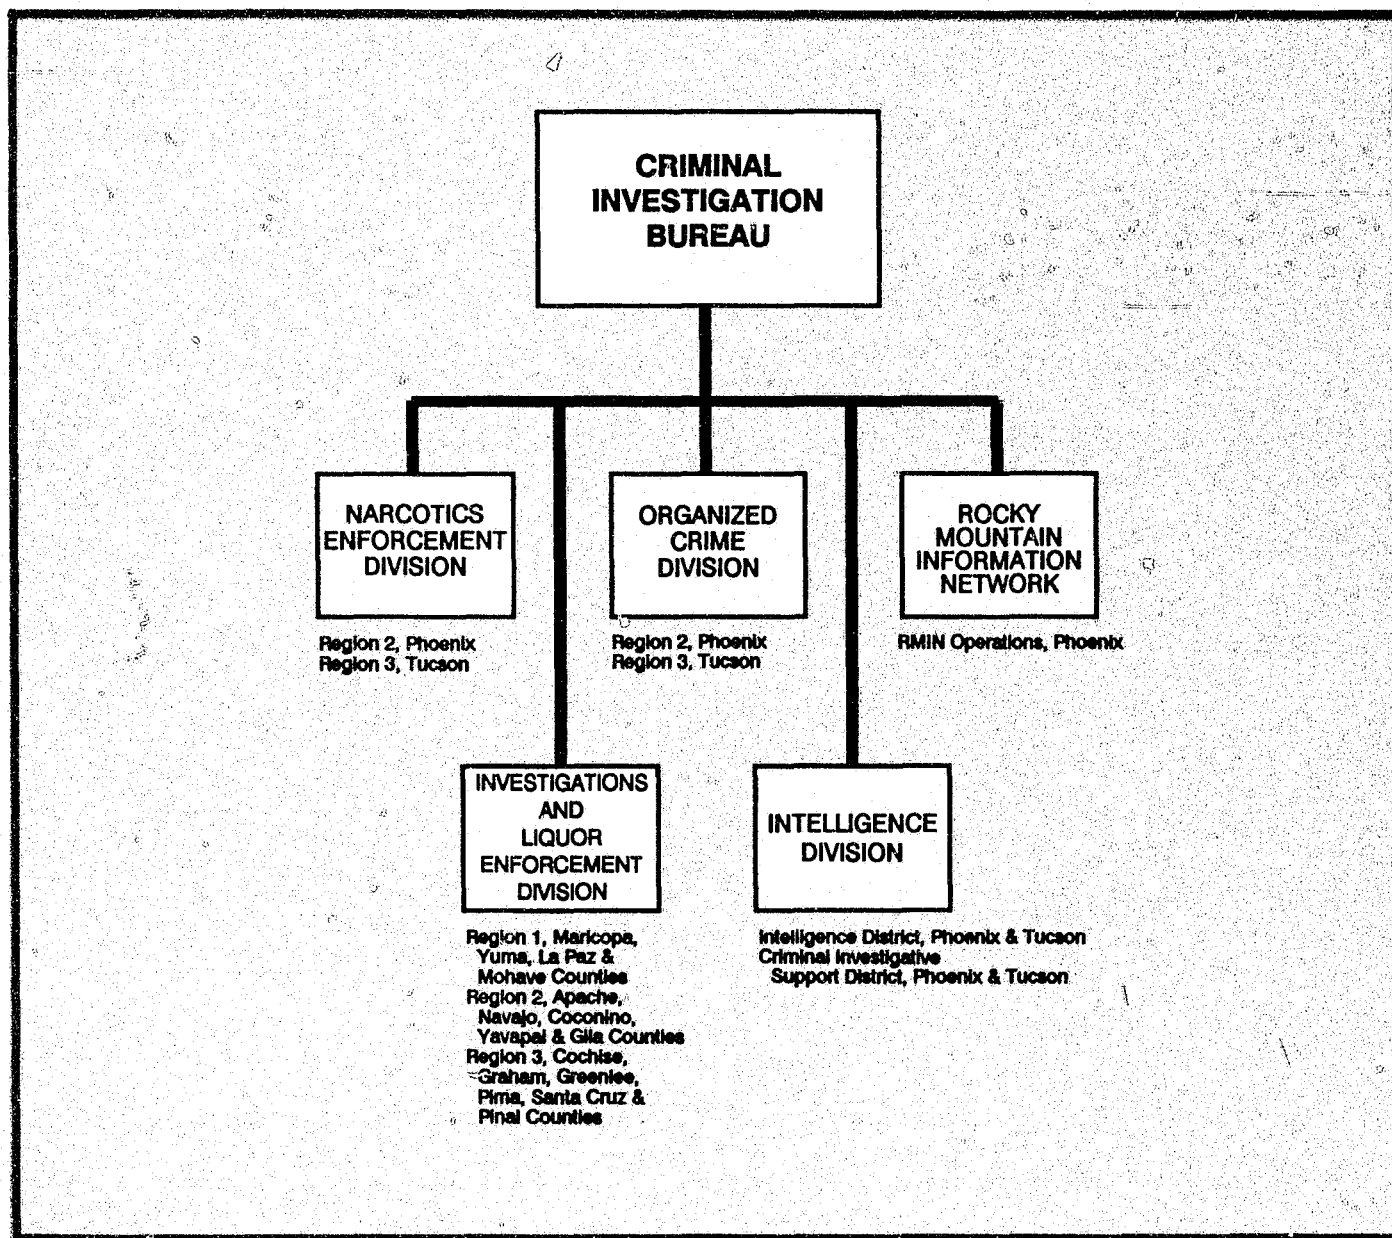 CRIMINAL
INVESTIGATION
BUREAU
NARCOTICS
ENFORCEMENT
DIVISION
Region 2, Phoenix
Region 3, Tucson
ORGANIZED
CRIME
DIVISION
Region 2, Phoenix
Region 3, Tucson
ROCKY
MOUNTAIN
INFORMATION
NETWORK
RMIN Operations, Phoenix
INVESTIGATIONS
AND
LIQUOR
ENFORCEMENT
DIVISION
Region 1, Maricopa,
Yuma, La Paz &
Mohave Counties
Region 2, Apache,
Navajo, Coconino,
Yavapai & Gila Counties
Region 3, Cochise,
Graham, Greenlee,
Pima, Santa Cruz &
Pinal Counties
INTELLIGENCE
DIVISION
Intelligence District, Phoenix & Tucson
Criminal Investigative
Support District, Phoenix & Tucson